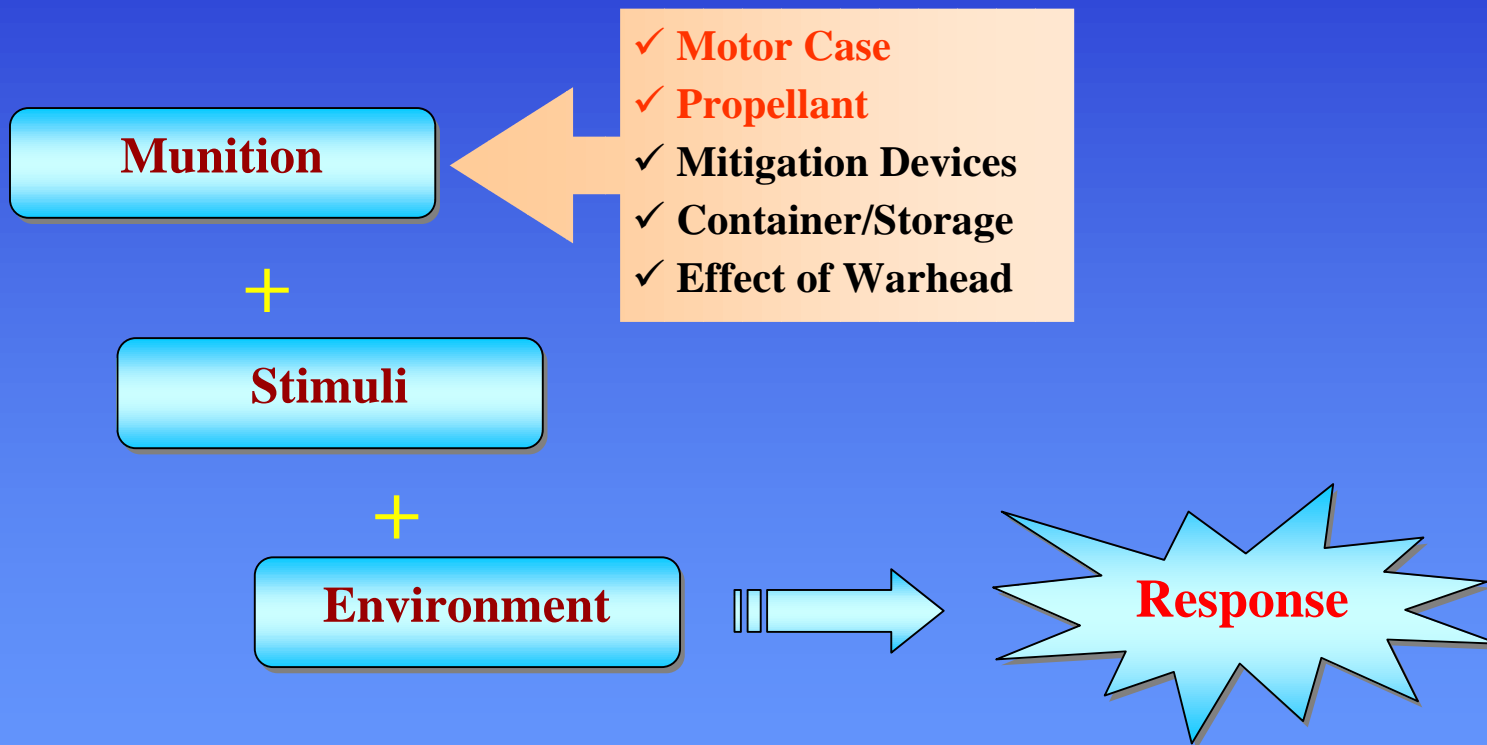 ✓ Motor Case
✓ Propellant
✓ Mitigation Devices
✓ Container/Storage
✓ Effect of Warhead
Munition
+
Stimuli
+
Environment
Response